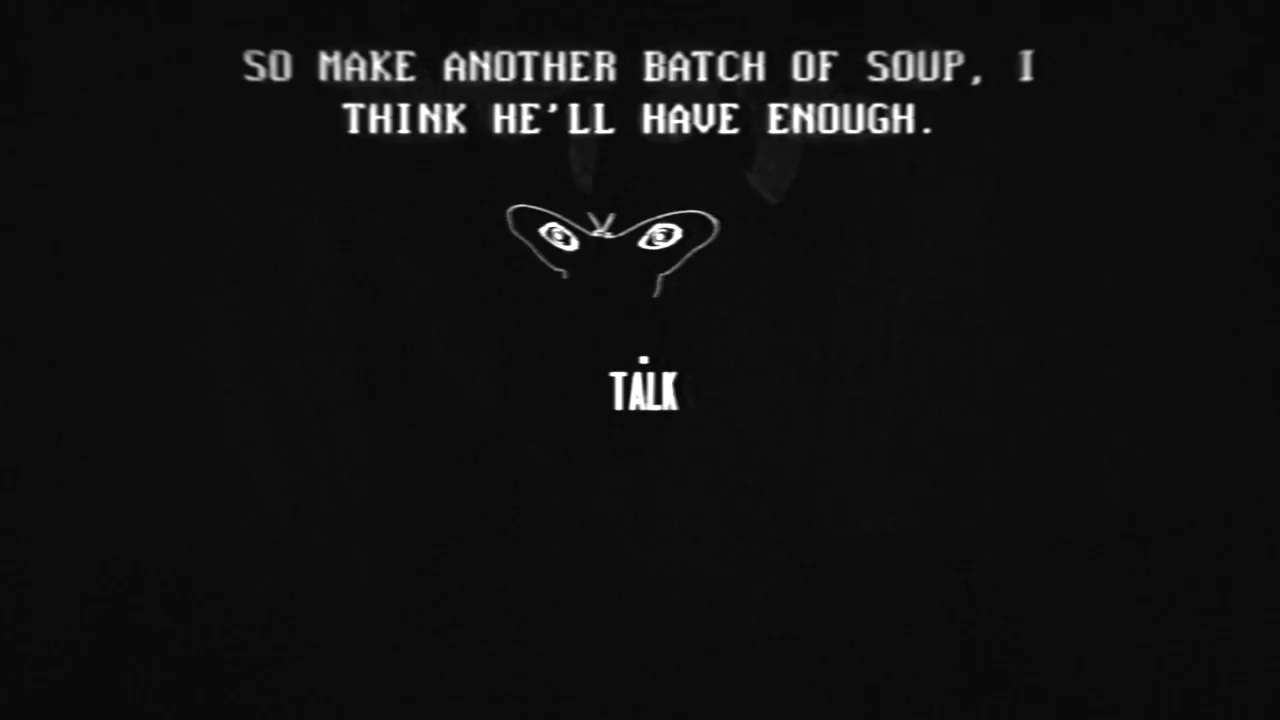 SO MAKE ANOTHER BATCH OF SOUP, I
THINK HE'LL HAVE ENOUGH.
TALK